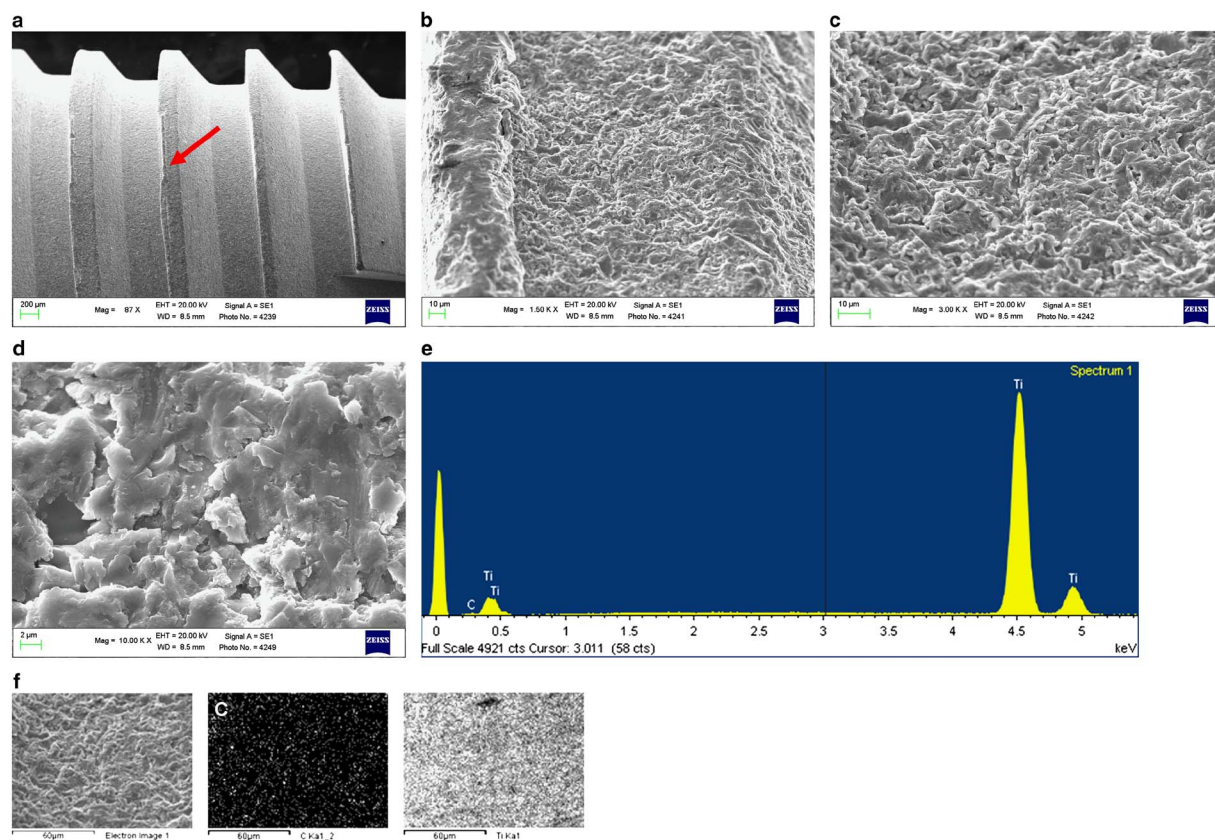 a
200 µm
Mag = 87 X
EHT = 20.00 kV
WD = 8.5 mm
Signal A = SE1
Photo No. = 4239
ZEISS
b
10 µm
Mag = 1.50 K X
EHT = 20.00 kV
WD = 8.5 mm
Signal A = SE1
Photo No. = 4241
ZEISS
c
10 µm
Mag = 3.00 K X
EHT = 20.00 kV
WD = 8.5 mm
Signal A = SE1
Photo No. = 4242
ZEISS
d
2 µm
Mag = 10.00 K X
EHT = 20.00 kV
WD = 8.5 mm
Signal A = SE1
Photo No. = 4249
ZEISS
e
Spectrum 1
Ti
Ti
Ti
C
Ti
0 0.5 1 1.5 2 2.5 3 3.5 4 4.5 5
Full Scale 4921 cts Cursor: 3.011 (58 cts)
keV
f
60µm
Electron Image 1
C
60µm
C Ka1_2
60µm
Ti Ka1